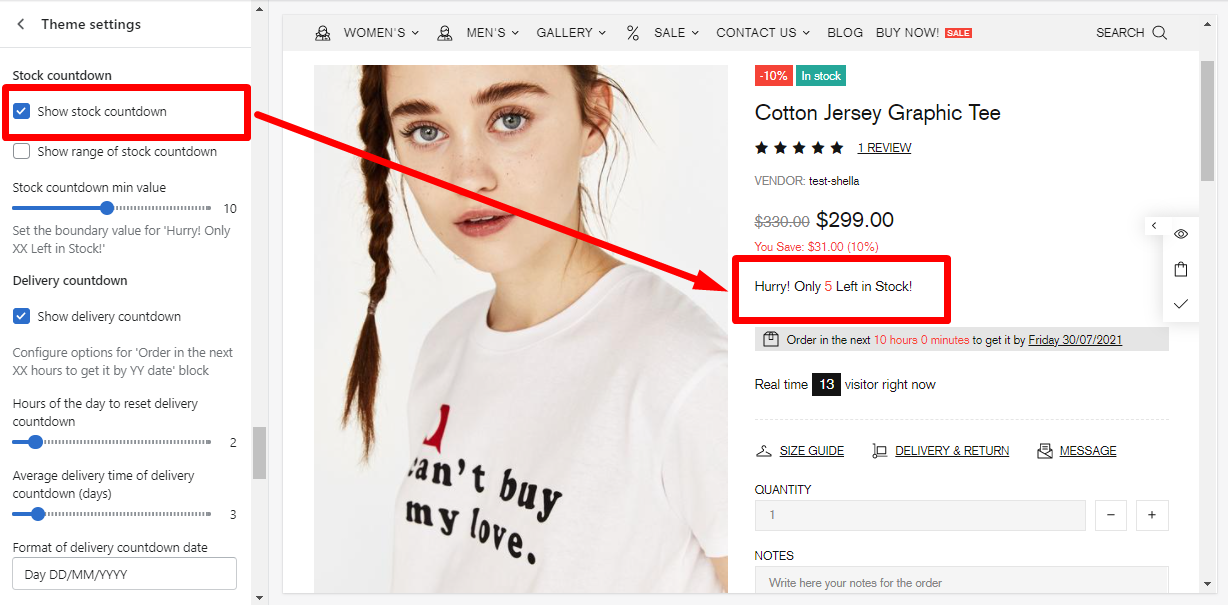 Theme settings
Stock countdown
Show stock countdown
Show range of stock countdown
Stock countdown min value
10
Set the boundary value for 'Hurry! Only
XX Left in Stock!'
Delivery countdown
Show delivery countdown
Configure options for 'Order in the next
XX hours to get it by YY date' block
Hours of the day to reset delivery
countdown
2
Average delivery time of delivery
countdown (days)
3
Format of delivery countdown date
Day DD/MM/YYYY
WOMEN'S MEN'S GALLERY % SALE CONTACT US BLOG BUY NOW! SALE SEARCH
-10% In stock
Cotton Jersey Graphic Tee
1 REVIEW
VENDOR: test-shella
$330.00 $299.00
You Save: $31.00 (10%)
Hurry! Only 5 Left in Stock!
Order in the next 10 hours 0 minutes to get it by Friday 30/07/2021
Real time 13 visitor right now
SIZE GUIDE DELIVERY & RETURN MESSAGE
QUANTITY
1 − +
NOTES
Write here your notes for the order
can't buy
my love.